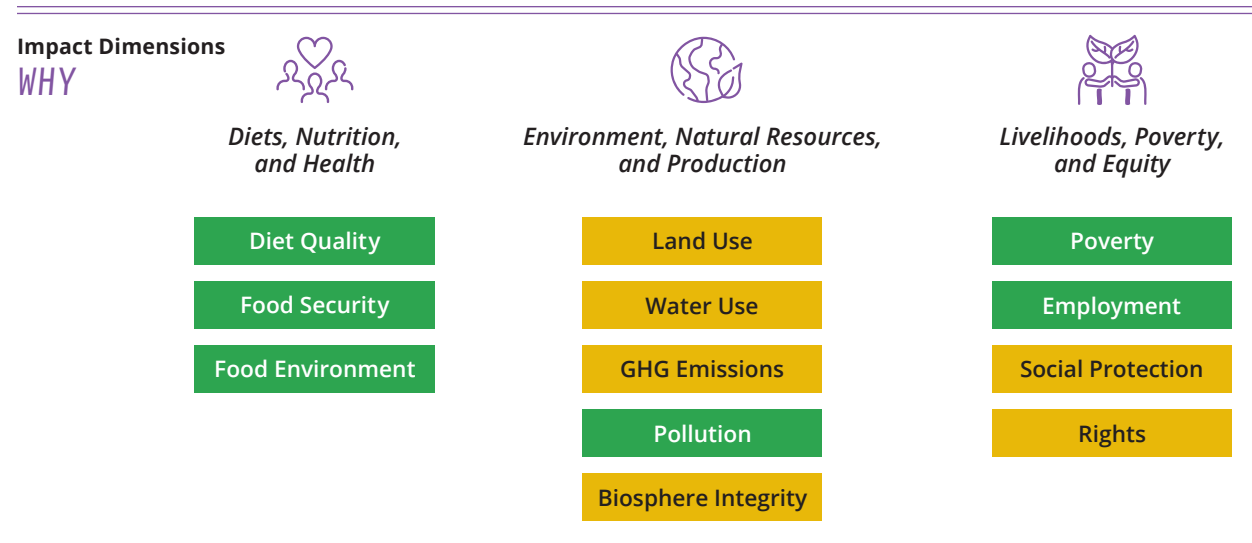 Impact Dimensions
WHY
Diets, Nutrition,
and Health
Diet Quality
Food Security
Food Environment
Environment, Natural Resources,
and Production
Land Use
Water Use
GHG Emissions
Pollution
Biosphere Integrity
Livelihoods, Poverty,
and Equity
Poverty
Employment
Social Protection
Rights